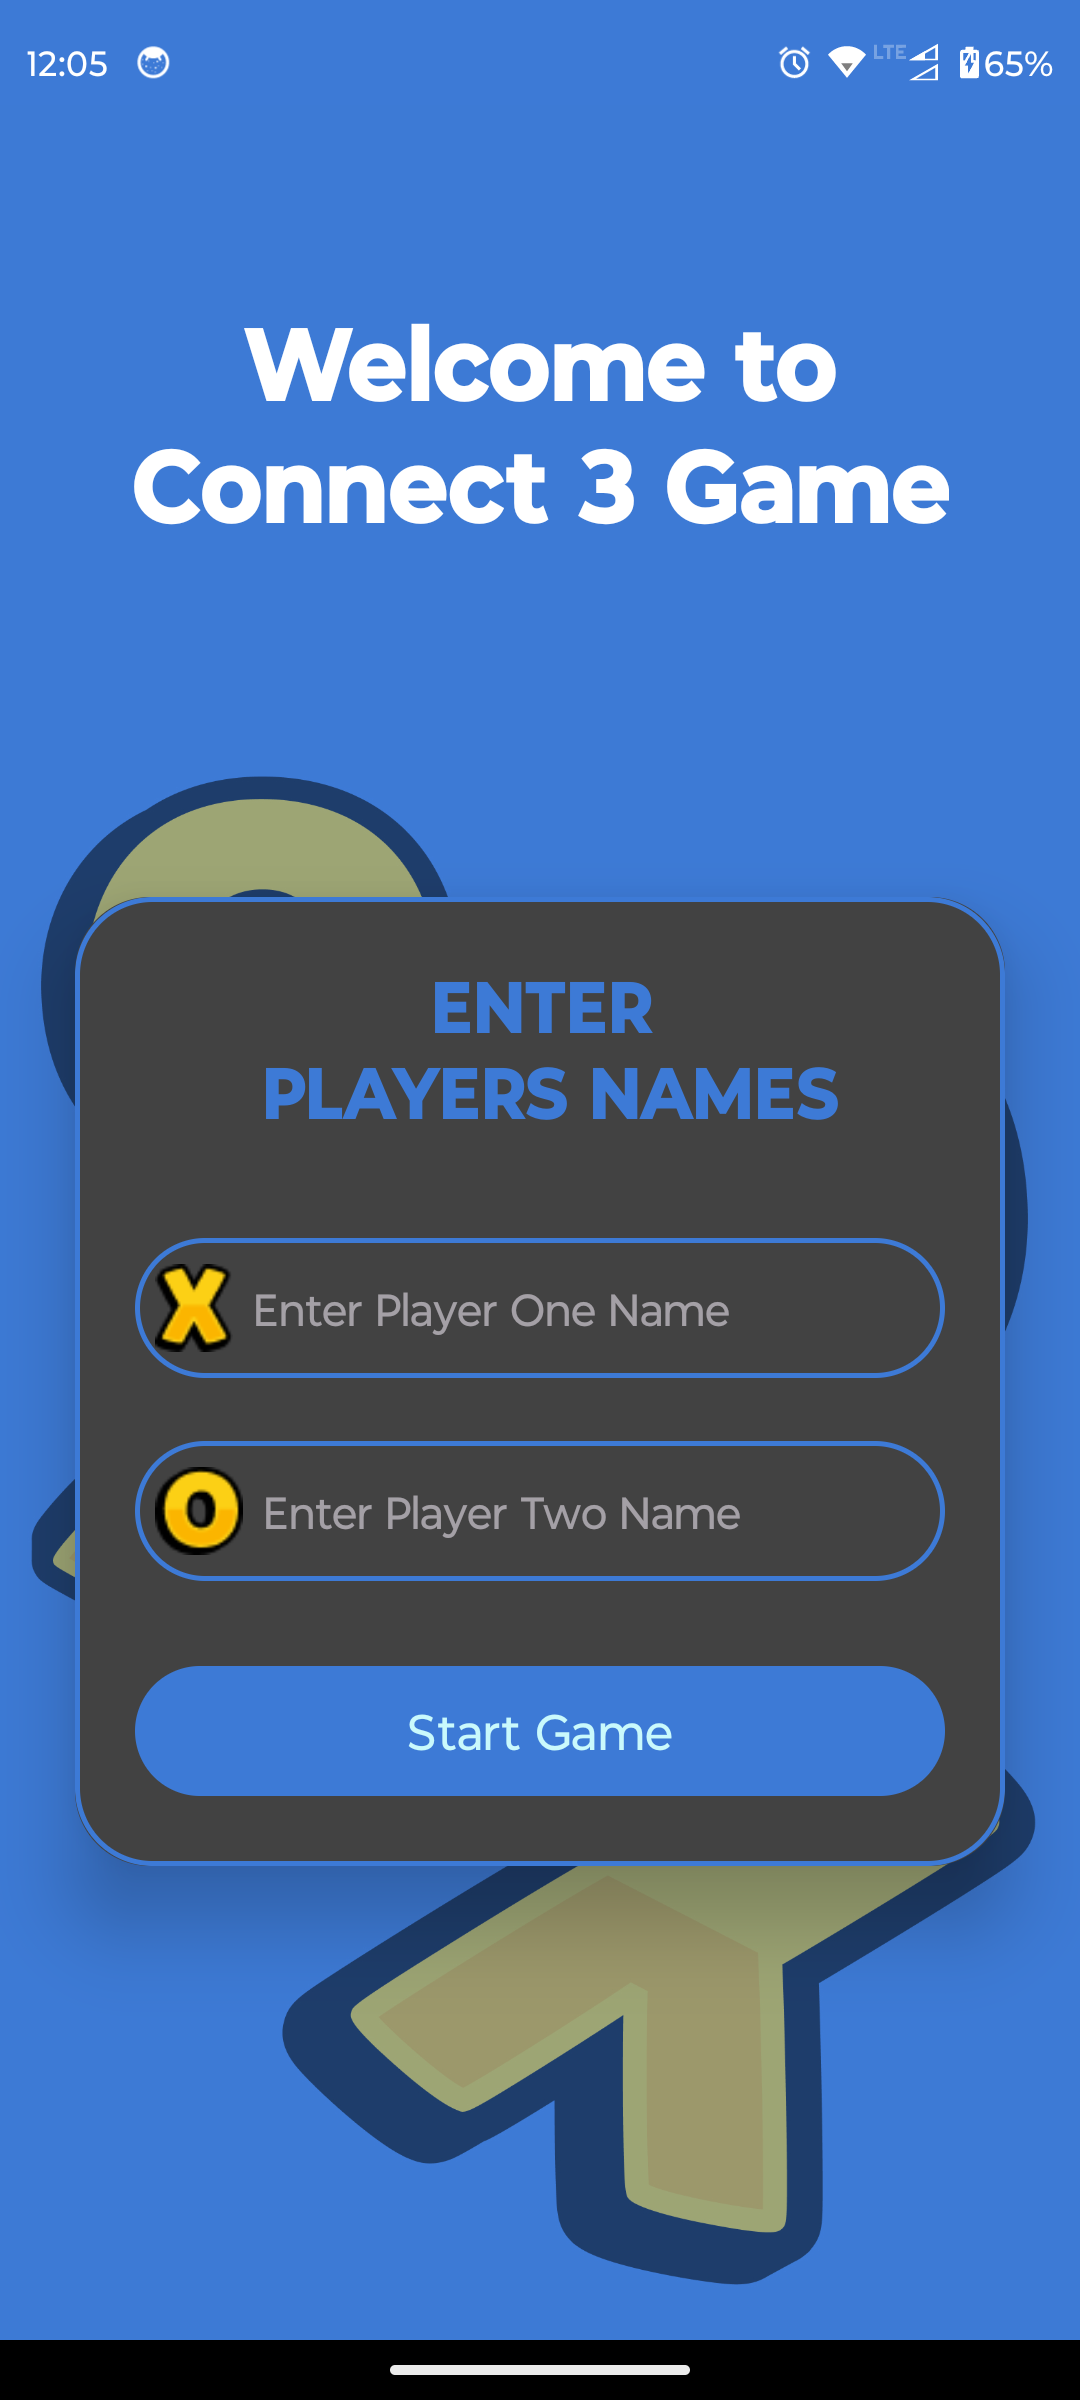 12:05
LTE
65%
Welcome to
Connect 3 Game
ENTER
PLAYERS NAMES
X Enter Player One Name
O Enter Player Two Name
Start Game